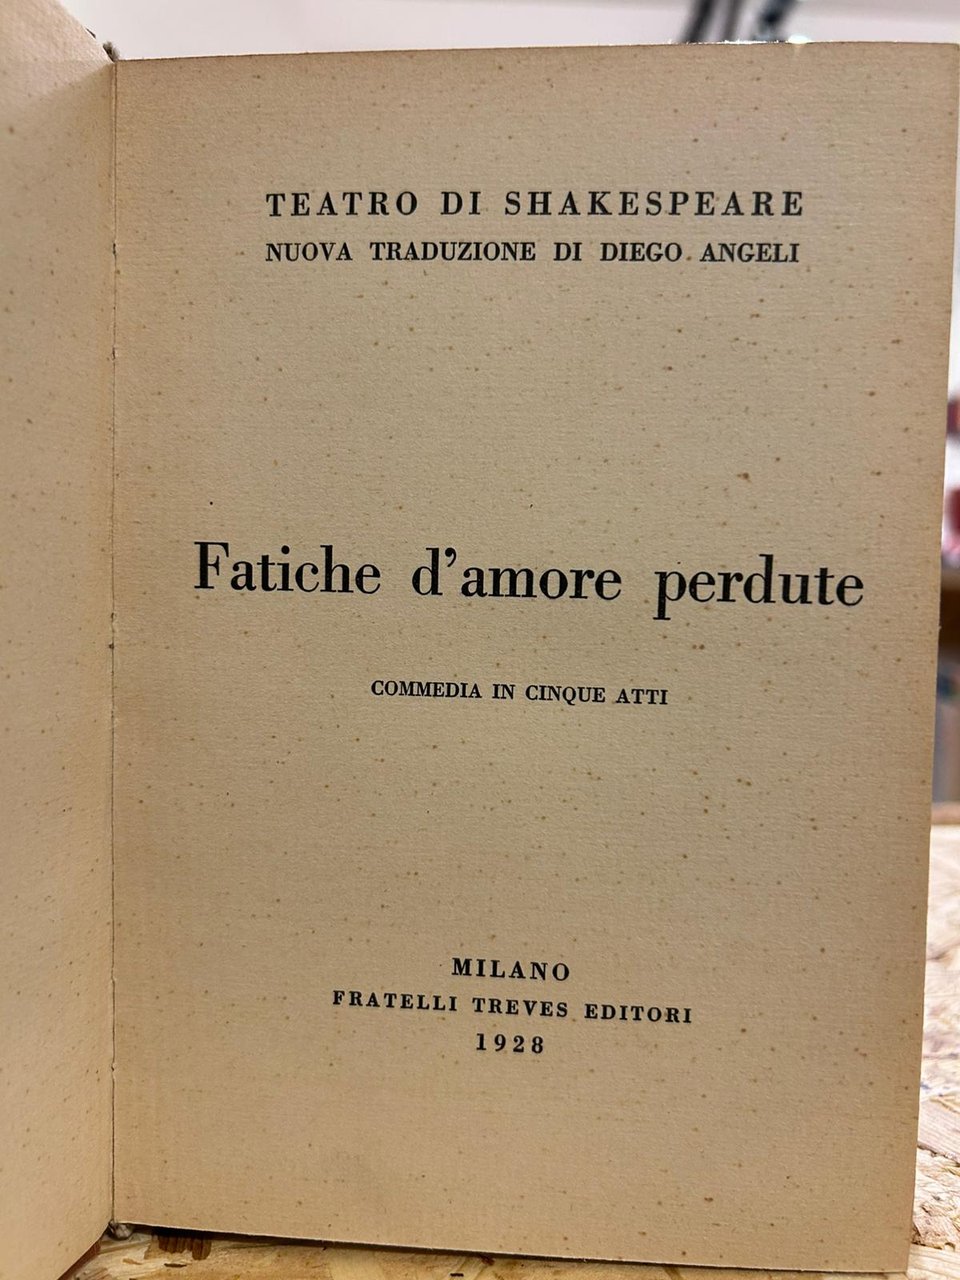 TEATRO DI SHAKESPEARE
NUOVA TRADUZIONE DI DIEGO ANGELI
Fatiche d'amore perdute
COMMEDIA IN CINQUE ATTI
MILANO
FRATELLI TREVES EDITORI
1928